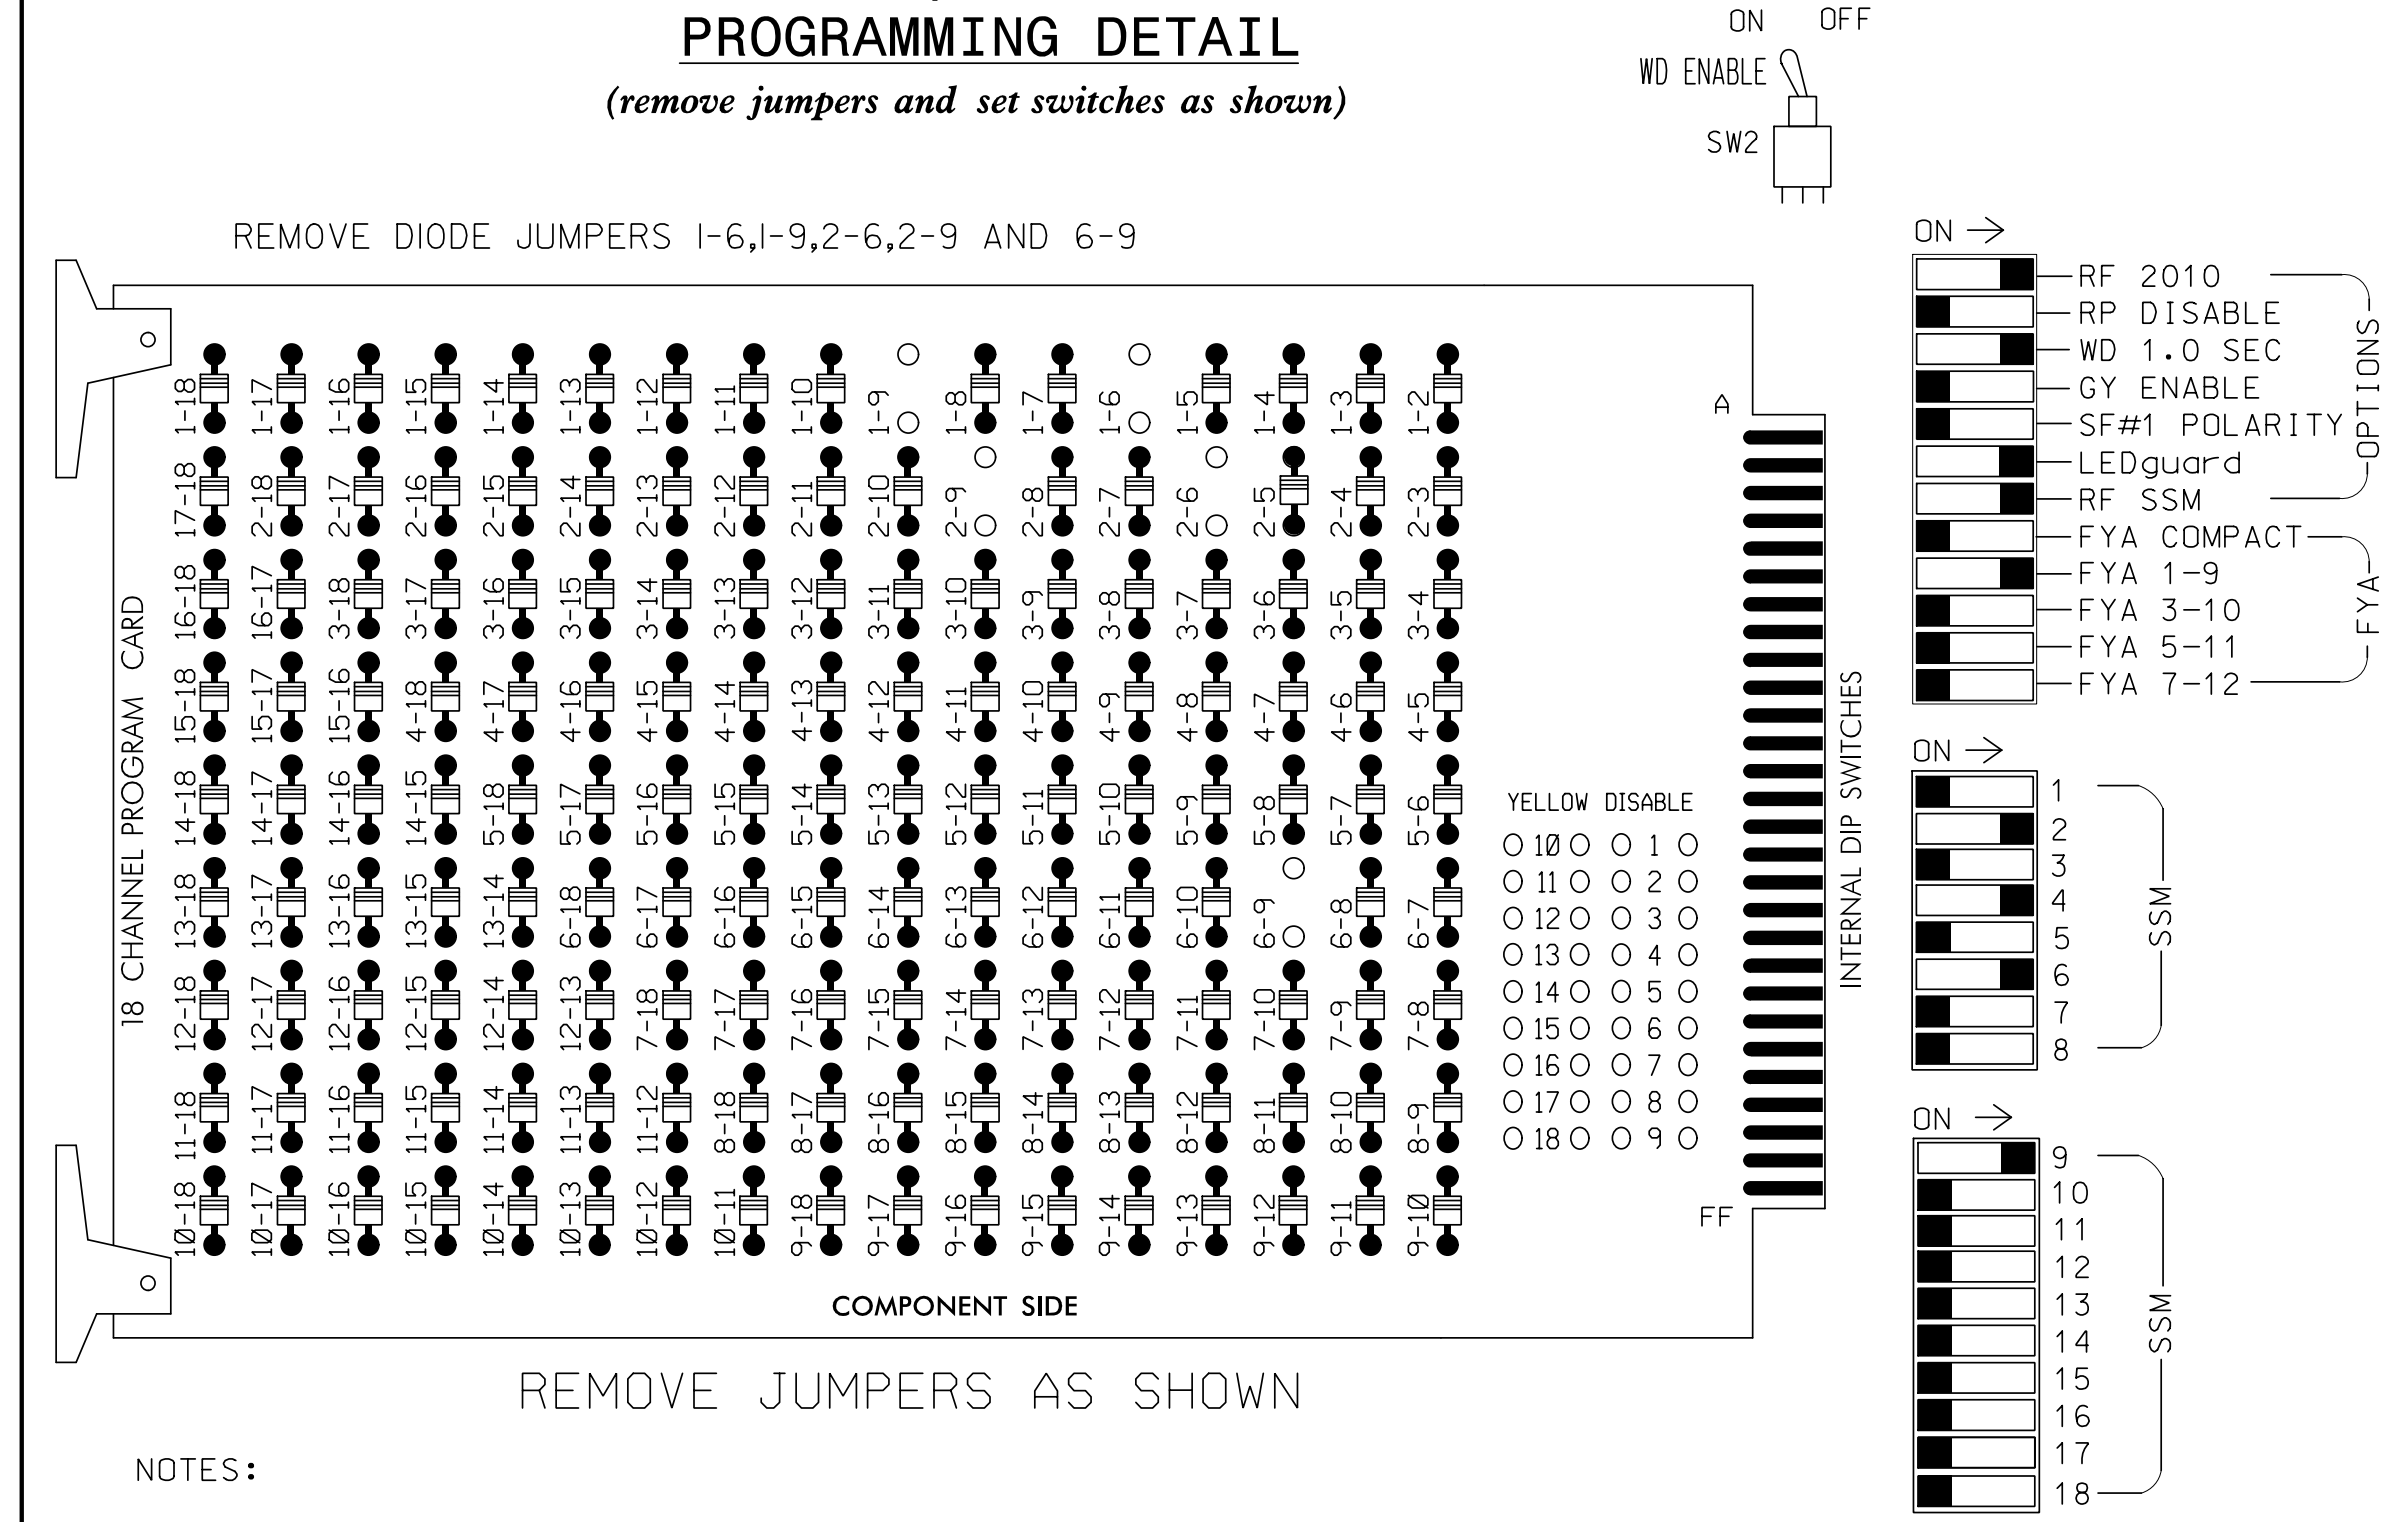 PROGRAMMING DETAIL
(remove jumpers and set switches as shown)
ON OFF
WD ENABLE
SW2
REMOVE DIODE JUMPERS 1-6,1-9,2-6,2-9 AND 6-9
18 CHANNEL PROGRAM CARD
1-18 1-17 1-16 1-15 1-14 1-13 1-12 1-11 1-10 1-9 1-8 1-7 1-6 1-5 1-4 1-3 1-2
17-18 2-18 2-17 2-16 2-15 2-14 2-13 2-12 2-11 2-10 2-9 2-8 2-7 2-6 2-5 2-4 2-3
16-18 16-17 3-18 3-17 3-16 3-15 3-14 3-13 3-12 3-11 3-10 3-9 3-8 3-7 3-6 3-5 3-4
15-18 15-17 15-16 4-18 4-17 4-16 4-15 4-14 4-13 4-12 4-11 4-10 4-9 4-8 4-7 4-6 4-5
14-18 14-17 14-16 14-15 5-18 5-17 5-16 5-15 5-14 5-13 5-12 5-11 5-10 5-9 5-8 5-7 5-6
13-18 13-17 13-16 13-15 13-14 6-18 6-17 6-16 6-15 6-14 6-13 6-12 6-11 6-10 6-9 6-8 6-7
12-18 12-17 12-16 12-15 12-14 12-13 7-18 7-17 7-16 7-15 7-14 7-13 7-12 7-11 7-10 7-9 7-8
11-18 11-17 11-16 11-15 11-14 11-13 11-12 8-18 8-17 8-16 8-15 8-14 8-13 8-12 8-11 8-10 8-9
10-18 10-17 10-16 10-15 10-14 10-13 10-12 10-11 9-18 9-17 9-16 9-15 9-14 9-13 9-12 9-11 9-10
A
YELLOW DISABLE
10 1
11 2
12 3
13 4
14 5
15 6
16 7
17 8
18 9
FF
COMPONENT SIDE
INTERNAL DIP SWITCHES
ON →
RF 2010
RP DISABLE
WD 1.0 SEC
GY ENABLE
SF#1 POLARITY
LEDguard
RF SSM
OPTIONS
FYA COMPACT
FYA 1-9
FYA 3-10
FYA 5-11
FYA 7-12
FYA
ON →
1
2
3
4
5
6
7
8
SSM
ON →
9
10
11
12
13
14
15
16
17
18
SSM
REMOVE JUMPERS AS SHOWN
NOTES: